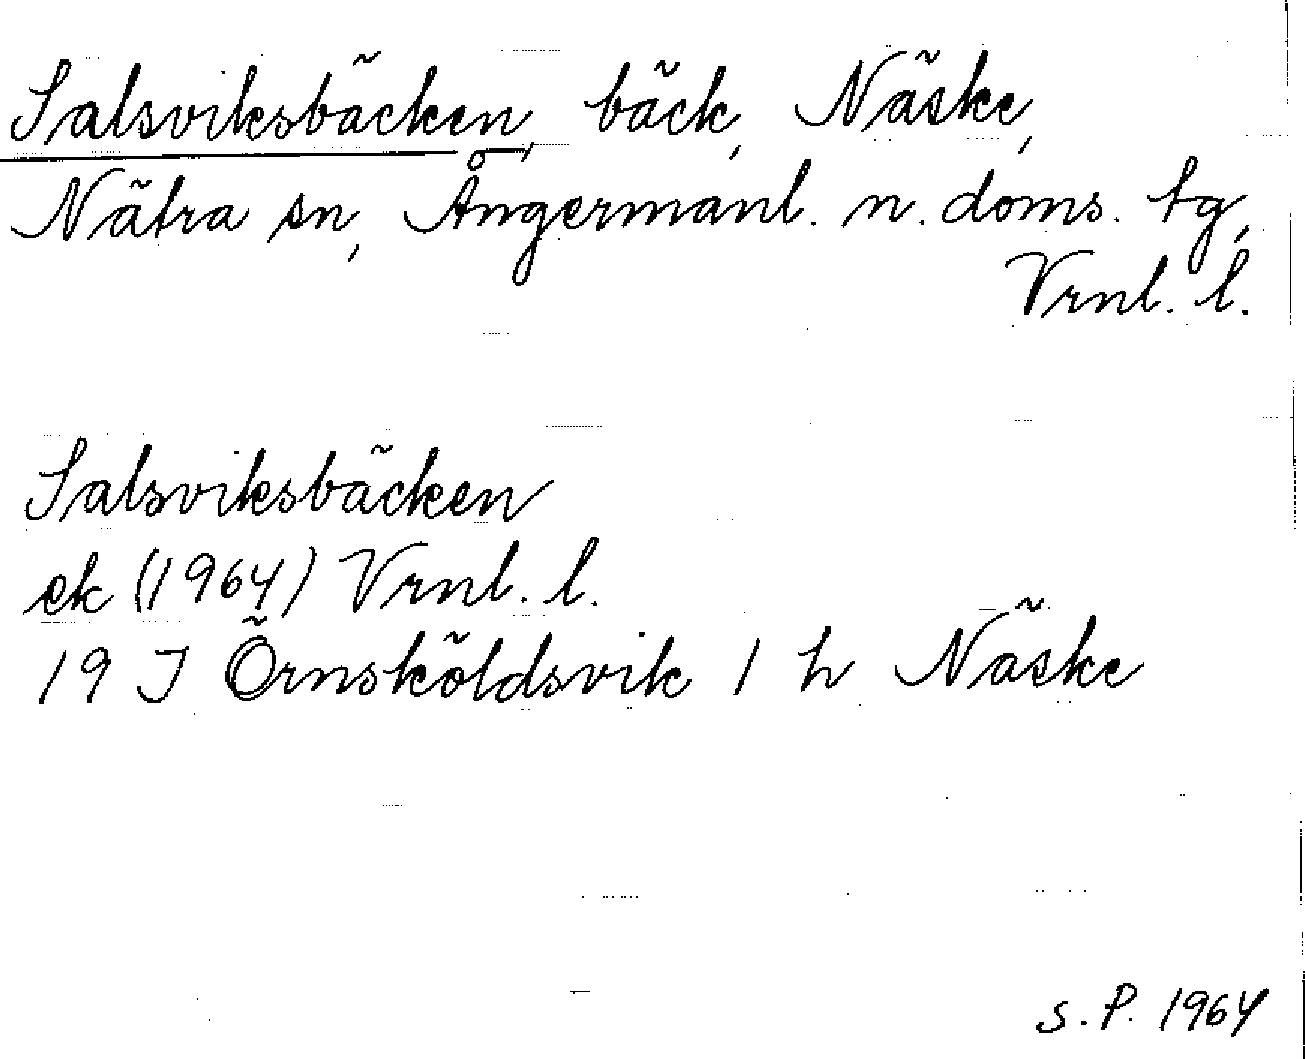 Salsviksbäcken, bäck, Näske,
Nätra sn, Ångermanl. n. doms. tg,
Vrnl. l.
Salsviksbäcken
ek (1964) Vrnl. l.
19 J Örnsköldsvik 1 h Näske
S. P. 1964